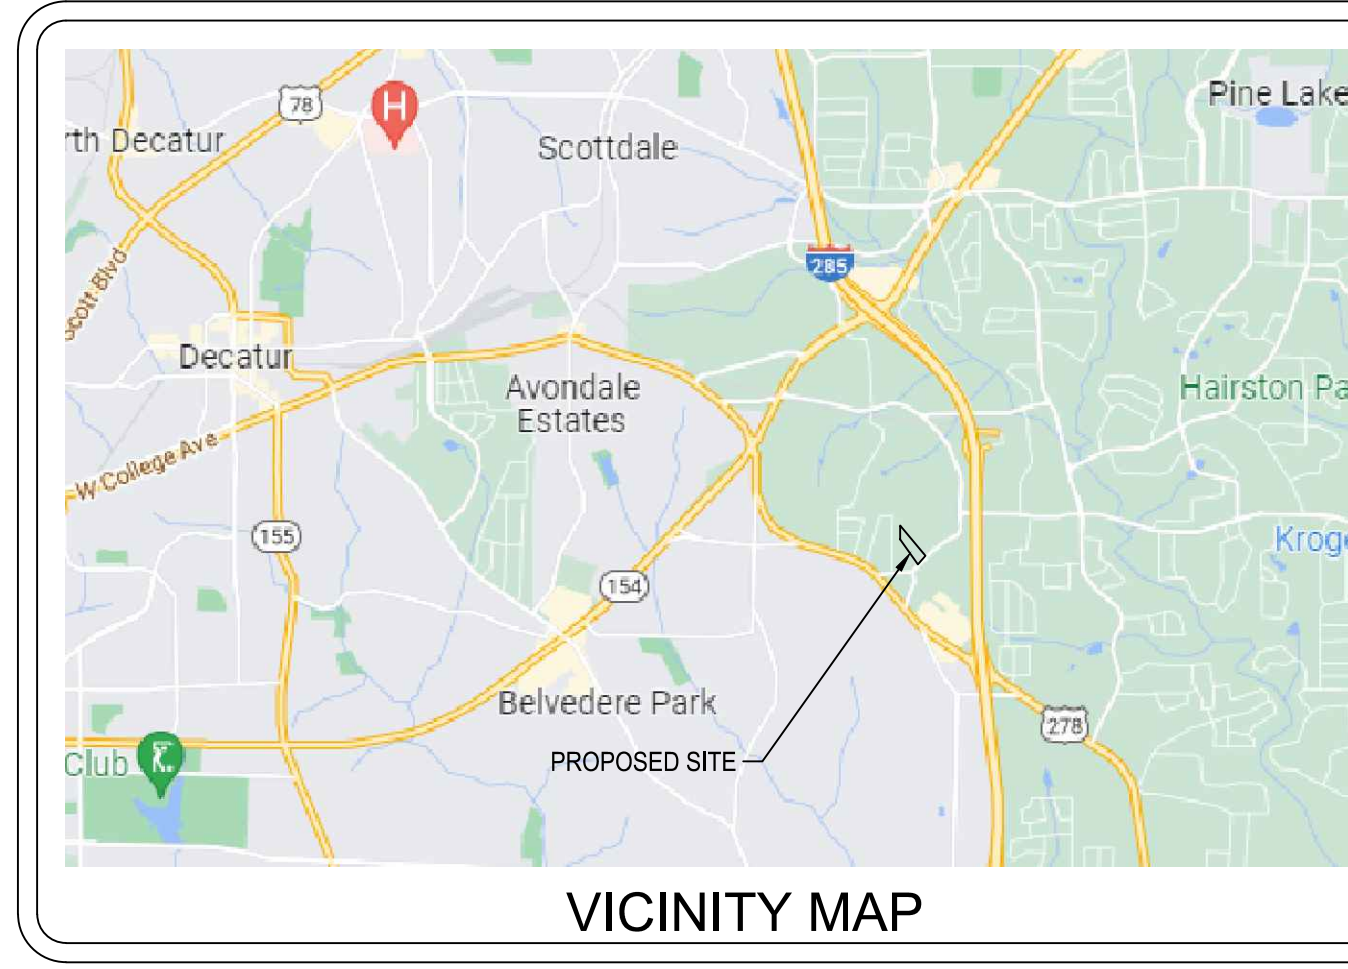 78
H
Pine Lake
rth Decatur
Scottdale
Scott Blvd
285
Decatur
Avondale
Estates
Hairston Pa
W College Ave
155
Kroge
154
Belvedere Park
278
Club
PROPOSED SITE
VICINITY MAP